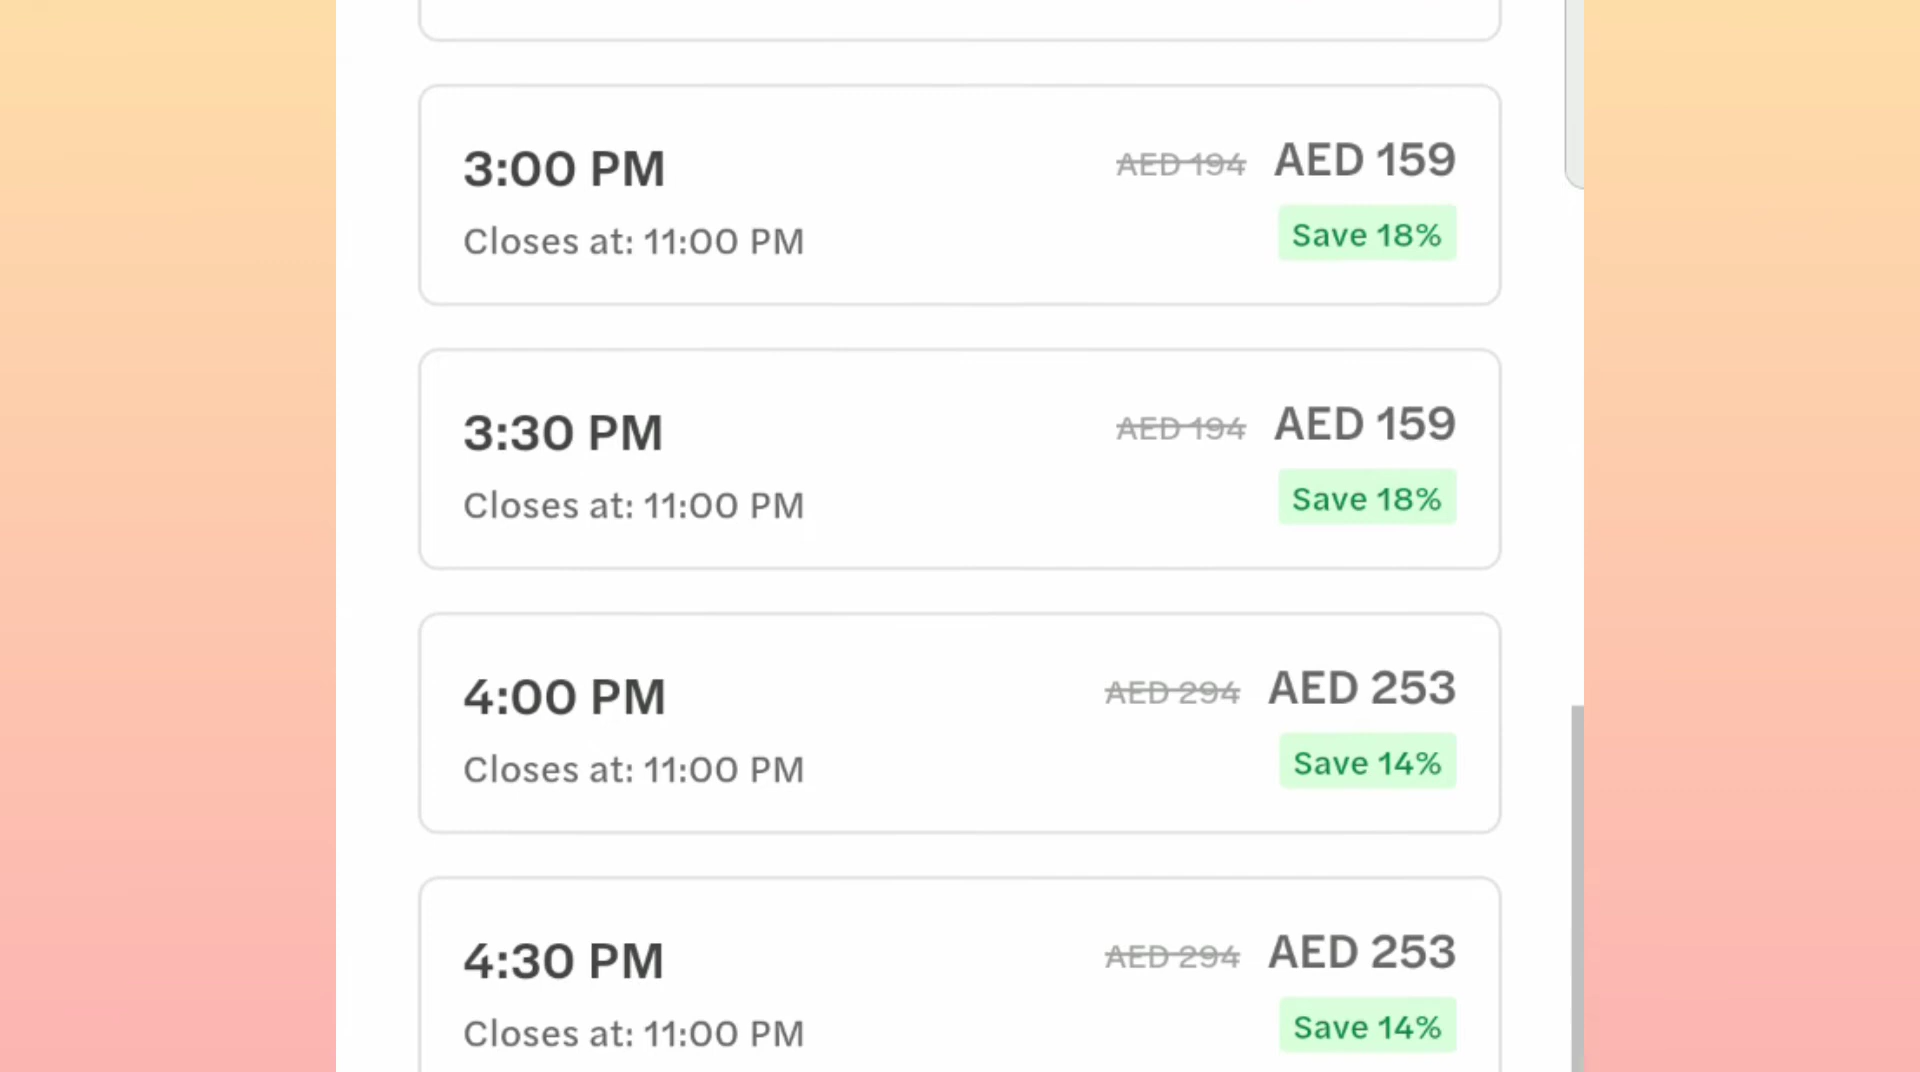 3:00 PM AED 194 AED 159
Closes at: 11:00 PM Save 18%
3:30 PM AED 194 AED 159
Closes at: 11:00 PM Save 18%
4:00 PM AED 294 AED 253
Closes at: 11:00 PM Save 14%
4:30 PM AED 294 AED 253
Closes at: 11:00 PM Save 14%